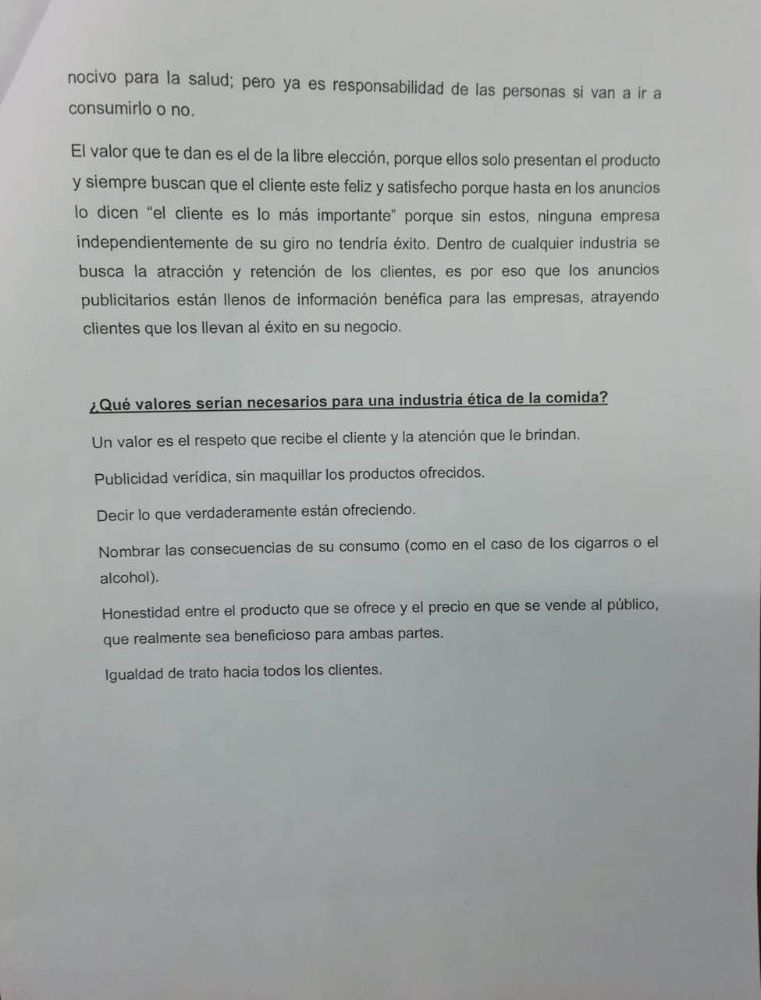 nocivo para la salud; pero ya es responsabilidad de las personas si van a ir a
consumirlo o no.
El valor que te dan es el de la libre elección, porque ellos solo presentan el producto
y siempre buscan que el cliente este feliz y satisfecho porque hasta en los anuncios
lo dicen “el cliente es lo más importante” porque sin estos, ninguna empresa
independientemente de su giro no tendría éxito. Dentro de cualquier industria se
busca la atracción y retención de los clientes, es por eso que los anuncios
publicitarios están llenos de información benéfica para las empresas, atrayendo
clientes que los llevan al éxito en su negocio.
¿Qué valores serían necesarios para una industria ética de la comida?
Un valor es el respeto que recibe el cliente y la atención que le brindan.
Publicidad verídica, sin maquillar los productos ofrecidos.
Decir lo que verdaderamente están ofreciendo.
Nombrar las consecuencias de su consumo (como en el caso de los cigarros o el
alcohol).
Honestidad entre el producto que se ofrece y el precio en que se vende al público,
que realmente sea beneficioso para ambas partes.
Igualdad de trato hacia todos los clientes.